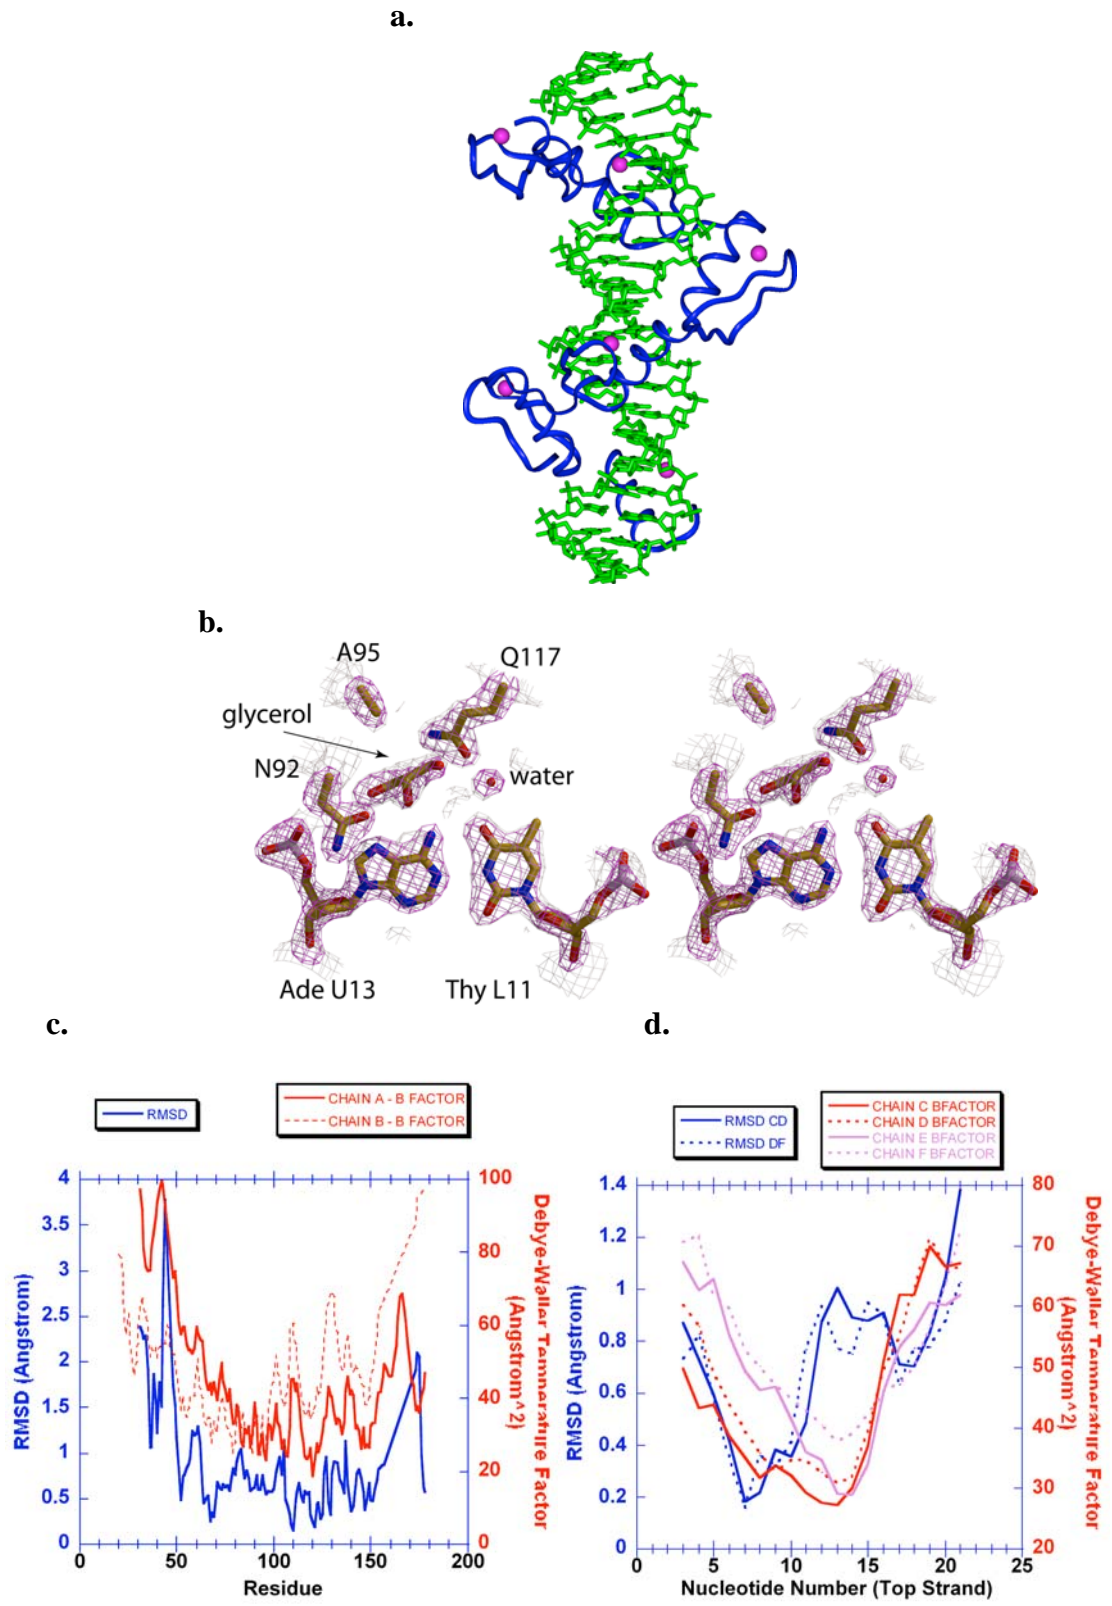 a.
b.
A95
Q117
glycerol
N92
water
Ade U13
Thy L11
c.
d.
RMSD
CHAIN A - B FACTOR
CHAIN B - B FACTOR
RMSD CD
RMSD DF
CHAIN C BFACTOR
CHAIN D BFACTOR
CHAIN E BFACTOR
CHAIN F BFACTOR
4
3.5
3
2.5
2
1.5
1
0.5
0
RMSD (Angstrom)
100
80
60
40
20
0
Debye-Waller Temperature Factor
(Angstrom^2)
0
50
100
150
200
Residue
1.4
1.2
1
0.8
0.6
0.4
0.2
0
RMSD (Angstrom)
80
70
60
50
40
30
20
Debye-Waller Temperature Factor
(Angstrom^2)
0
5
10
15
20
25
Nucleotide Number (Top Strand)